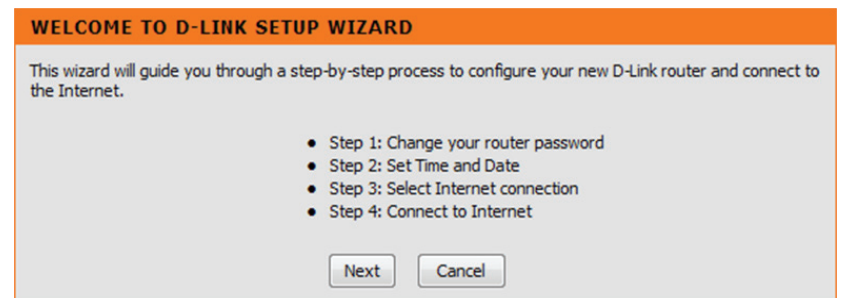 WELCOME TO D-LINK SETUP WIZARD
This wizard will guide you through a step-by-step process to configure your new D-Link router and connect to
the Internet.
• Step 1: Change your router password
• Step 2: Set Time and Date
• Step 3: Select Internet connection
• Step 4: Connect to Internet
Next Cancel